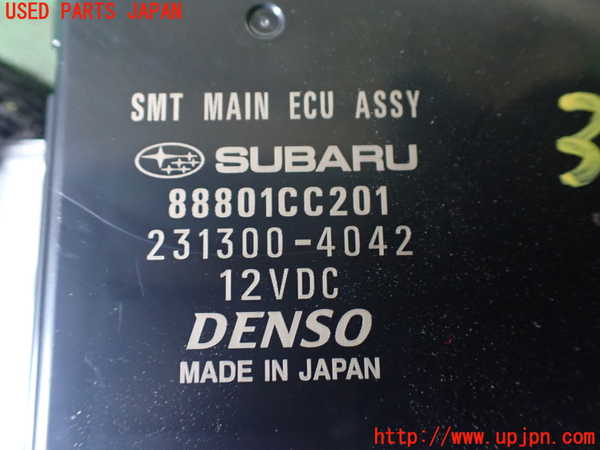 USED PARTS JAPAN
SMT MAIN ECU ASSY
SUBARU
88801CC201
231300-4042
12VDC
DENSO
MADE IN JAPAN
3
http://www.upjpn.com/